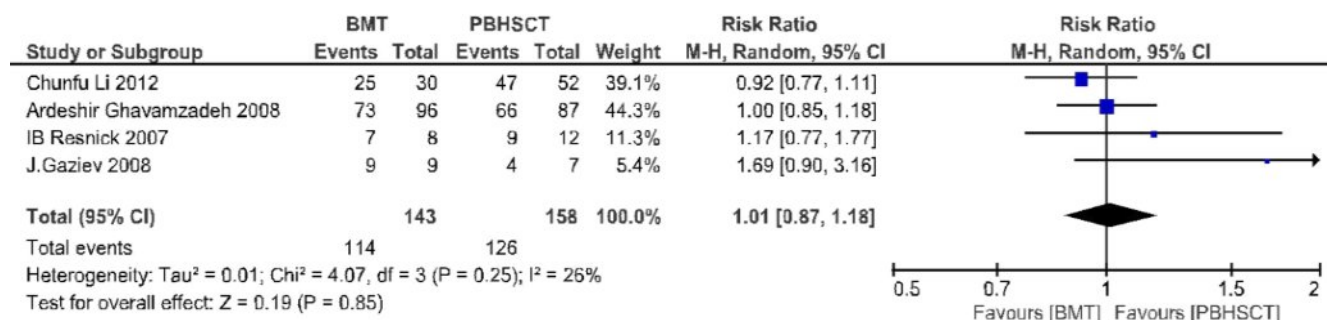 BMT PBHSCT Risk Ratio Risk Ratio
Study or Subgroup Events Total Events Total Weight M-H, Random, 95% CI M-H, Random, 95% CI
Chunfu Li 2012 25 30 47 52 39.1% 0.92 [0.77, 1.11]
Ardeshir Ghavamzadeh 2008 73 96 66 87 44.3% 1.00 [0.85, 1.18]
IB Resnick 2007 7 8 9 12 11.3% 1.17 [0.77, 1.77]
J.Gaziev 2008 9 9 4 7 5.4% 1.69 [0.90, 3.16]
Total (95% CI) 143 158 100.0% 1.01 [0.87, 1.18]
Total events 114 126
Heterogeneity: Tau² = 0.01; Chi² = 4.07, df = 3 (P = 0.25); I² = 26%
Test for overall effect: Z = 0.19 (P = 0.85)
0.5 0.7 1 1.5 2
Favours [BMT] Favours [PBHSCT]